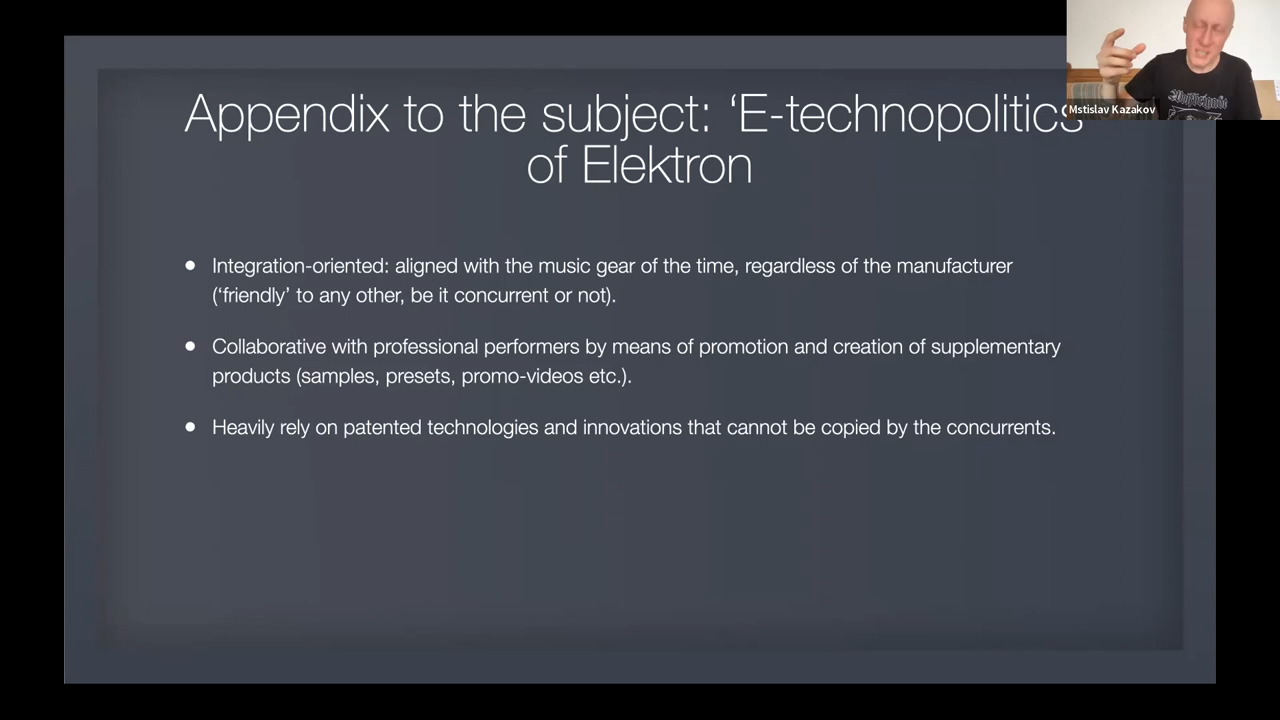 Appendix to the subject: ‘E-technopolitics
of Elektron
Mstislav Kazakov
● Integration-oriented: aligned with the music gear of the time, regardless of the manufacturer
(‘friendly’ to any other, be it concurrent or not).
● Collaborative with professional performers by means of promotion and creation of supplementary
products (samples, presets, promo-videos etc.).
● Heavily rely on patented technologies and innovations that cannot be copied by the concurrents.